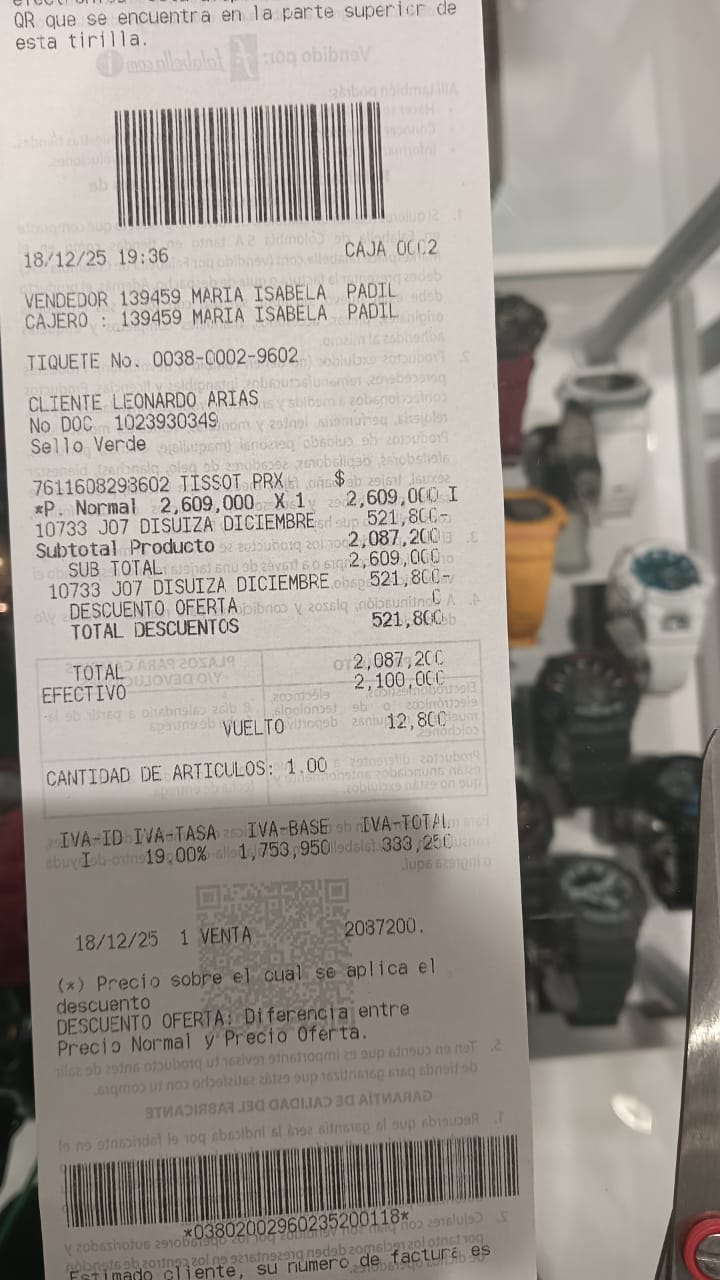 QR que se encuentra en la parte superior de
esta tirilla.
18/12/25 19:36 CAJA 0002
VENDEDOR 139459 MARIA ISABELA PADIL
CAJERO : 139459 MARIA ISABELA PADIL
TIQUETE No. 0038-0002-9602
CLIENTE LEONARDO ARIAS
No DOC 1023930349
Sello Verde
7611608293602 TISSOT PRX $
*P. Normal 2,609,000 X 1 2,609,000 I
10733 JO7 DISUIZA DICIEMBRE 521,800-
Subtotal Producto 2,087,200
SUB TOTAL 2,609,000
10733 JO7 DISUIZA DICIEMBRE 521,800-
DESCUENTO OFERTA 0
TOTAL DESCUENTOS 521,800
TOTAL 2,087,200
EFECTIVO 2,100,000
VUELTO 12,800
CANTIDAD DE ARTICULOS: 1.00
IVA-ID IVA-TASA IVA-BASE IVA-TOTAL
I 19.00% 1,753,950 333,250
18/12/25 1 VENTA 2087200.
(*) Precio sobre el cual se aplica el
descuento
DESCUENTO OFERTA: Diferencia entre
Precio Normal y Precio Oferta.
*03802002960235200118*
Estimado cliente, su número de factura es